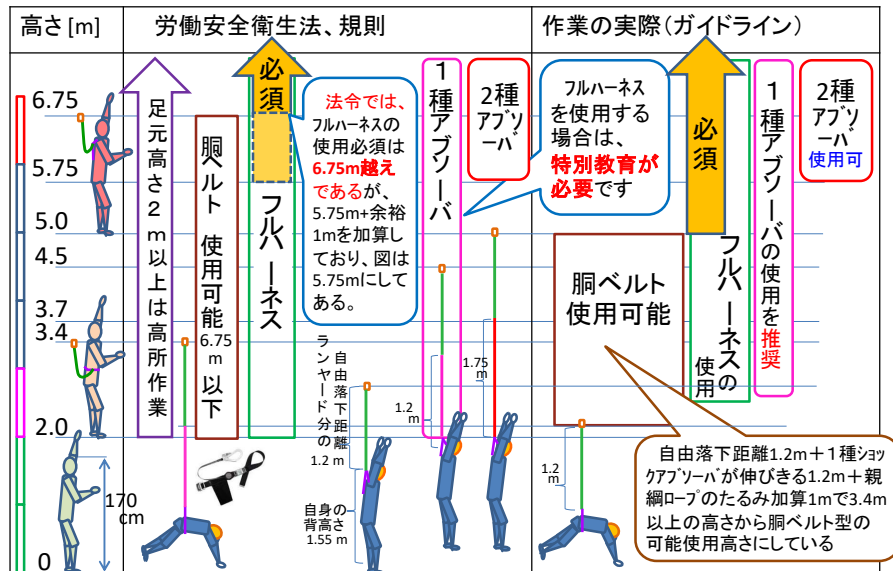 高さ[m]
労働安全衛生法、規則
作業の実際(ガイドライン)
6.75
5.75
5.0
4.5
3.7
3.4
2.0
170
cm
0
足元高さ2m以上は高所作業
胴ベルト 使用可能
6.75
m
以下
必須
フルハーネス
法令では、
フルハーネスの
使用必須は
6.75m越え
であるが、
5.75m+余裕
1mを加算し
ており、図は
5.75mにして
ある。
1種アブソーバ
2種
アブソーバ
フルハーネス
を使用する
場合は、
特別教育が
必要です
自由落下距離
ランヤード分の
1.2 m
自身の
背高さ
1.55 m
1.2
m
1.75m
胴ベルト
使用可能
1.2
m
必須
フルハーネスの
使用
1種アブソーバの使用を推奨
2種
アブソ
ーバ
使用可
自由落下距離1.2m+1種ショッ
クアブソーバが伸びきる1.2m+親
綱ロープのたるみ加算1mで3.4m
以上の高さから胴ベルト型の
可能使用高さにしている